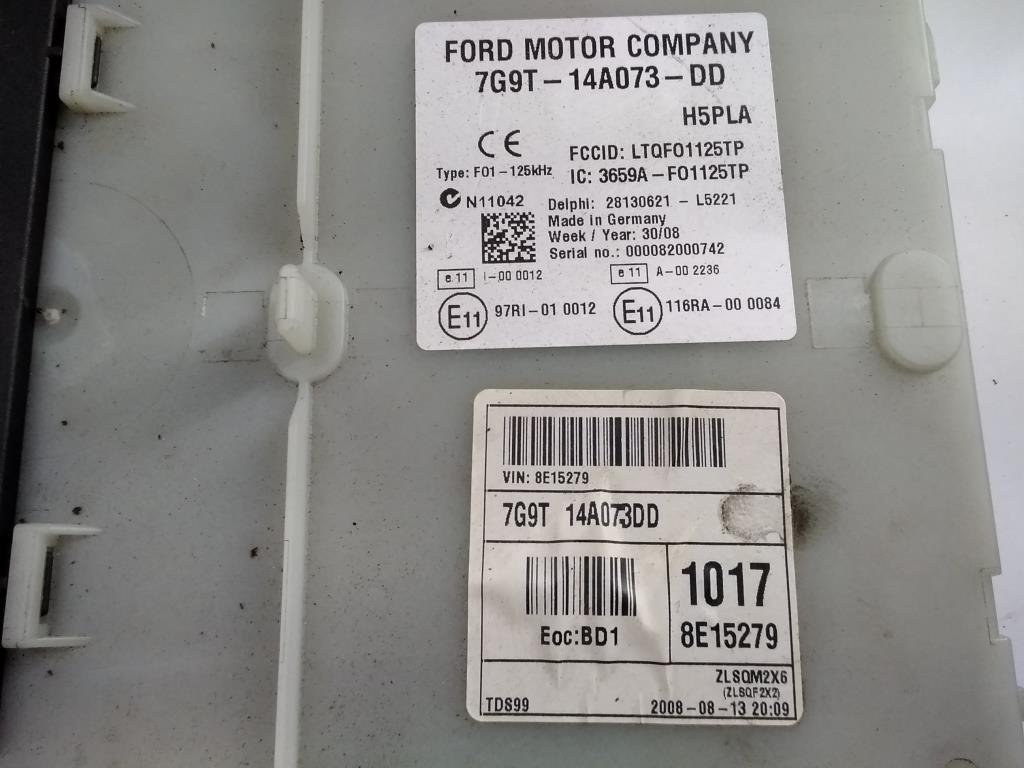 FORD MOTOR COMPANY
7G9T-14A073-DD
H5PLA
CE
FCCID: LTQFO1125TP
Type: F01-125kHz
IC: 3659A-FO1125TP
N11042
Delphi: 28130621 - L5221
Made in Germany
Week / Year: 30/08
Serial no.: 000082000742
e 11 I-00 0012
e 11 A-00 2236
E11 97RI-01 0012
E11 116RA-00 0084
VIN: 8E15279
7G9T 14A073DD
1017
Eoc:BD1
8E15279
ZLSQM2X6
(ZLSQF2X2)
TDS99
2008-08-13 20:09